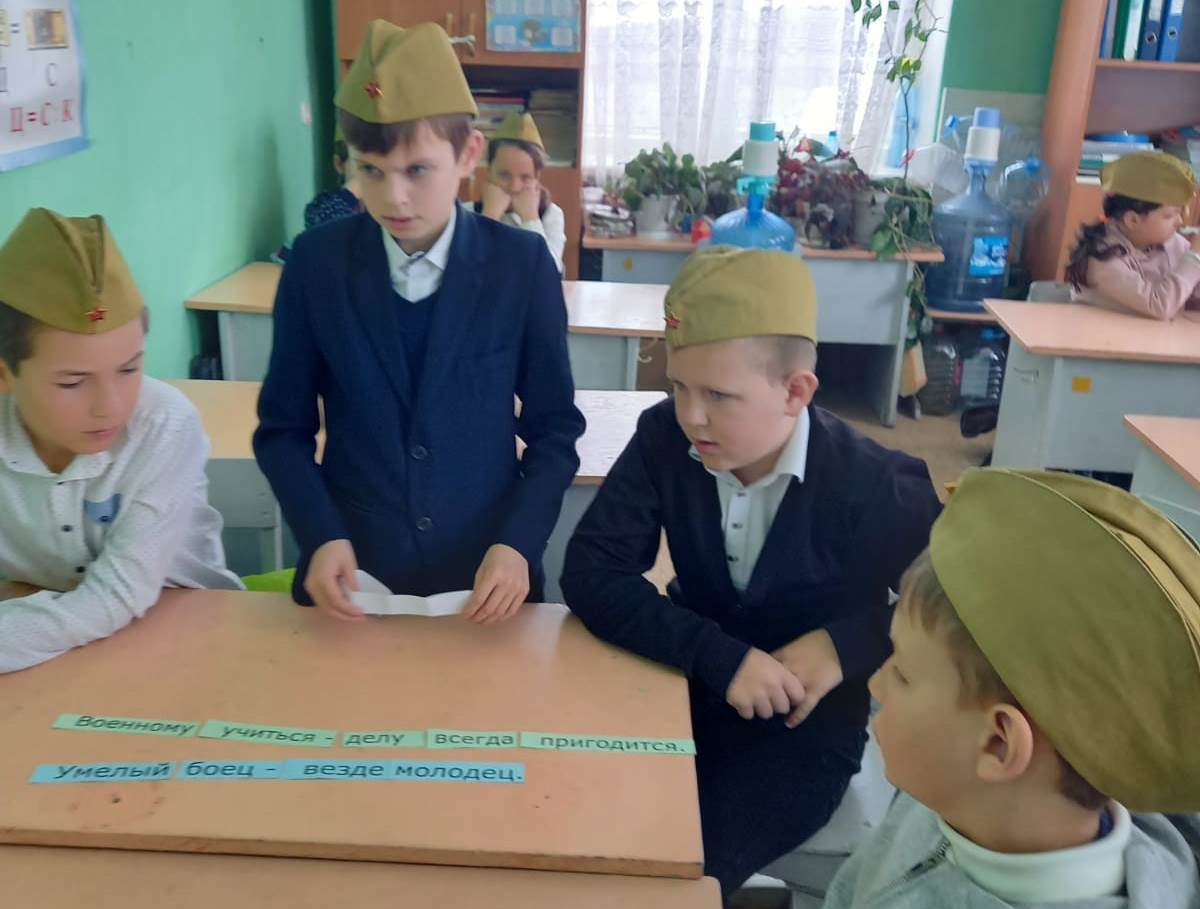 С
Ц=С К
Военному учиться - делу всегда пригодится.
Умелый боец - везде молодец.